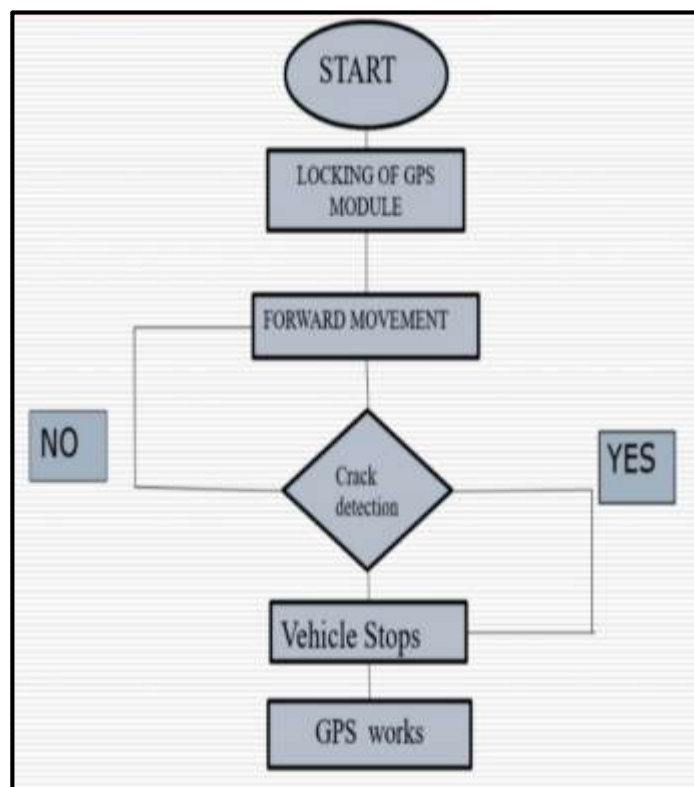 START
LOCKING OF GPS
MODULE
FORWARD MOVEMENT
NO
YES
Crack
detection
Vehicle Stops
GPS works